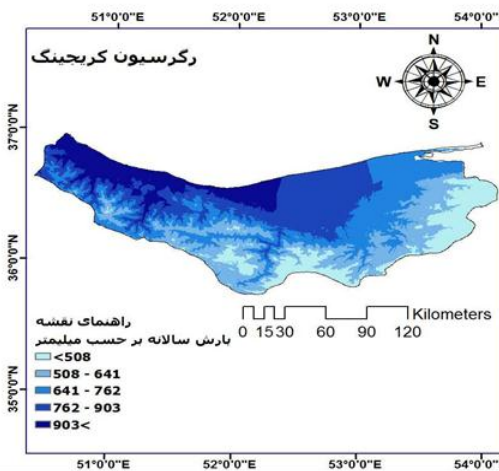 51°0'0"E 52°0'0"E 53°0'0"E 54°0'0"E
رگرسیون کریجینگ
N
W E
S
37°0'0"N
36°0'0"N
35°0'0"N
Kilometers
0 15 30 60 90 120
راهنمای نقشه
بارش سالانه بر حسب میلیمتر
<508
508 - 641
641 - 762
762 - 903
903<
51°0'0"E 52°0'0"E 53°0'0"E 54°0'0"E